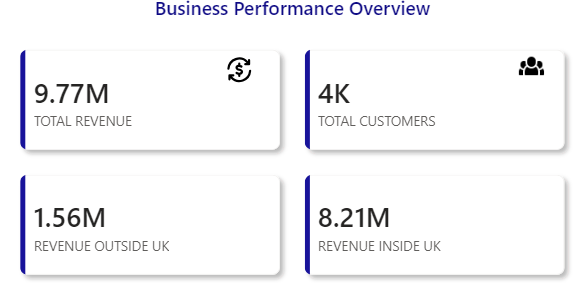 Business Performance Overview
9.77M
TOTAL REVENUE
4K
TOTAL CUSTOMERS
1.56M
REVENUE OUTSIDE UK
8.21M
REVENUE INSIDE UK